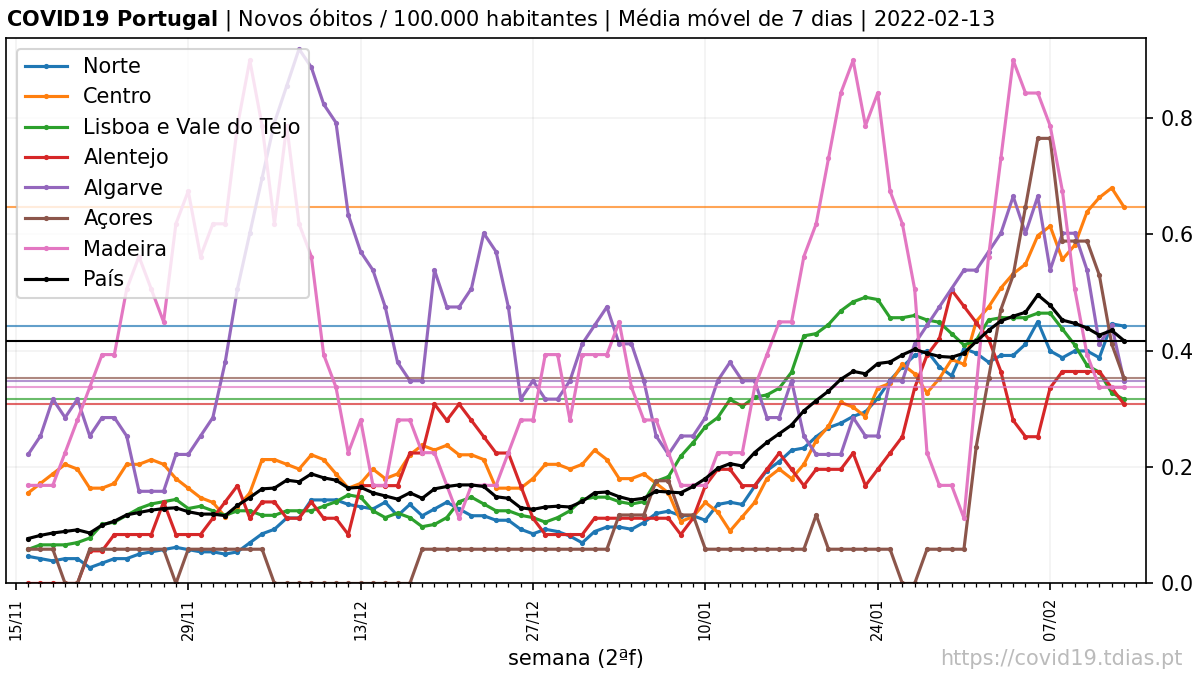 COVID19 Portugal | Novos óbitos / 100.000 habitantes | Média móvel de 7 dias | 2022-02-13
Norte
Centro
Lisboa e Vale do Tejo
Alentejo
Algarve
Açores
Madeira
País
0.8
0.6
0.4
0.2
0.0
15/11
29/11
13/12
27/12
10/01
24/01
07/02
semana (2ªf)
https://covid19.tdias.pt